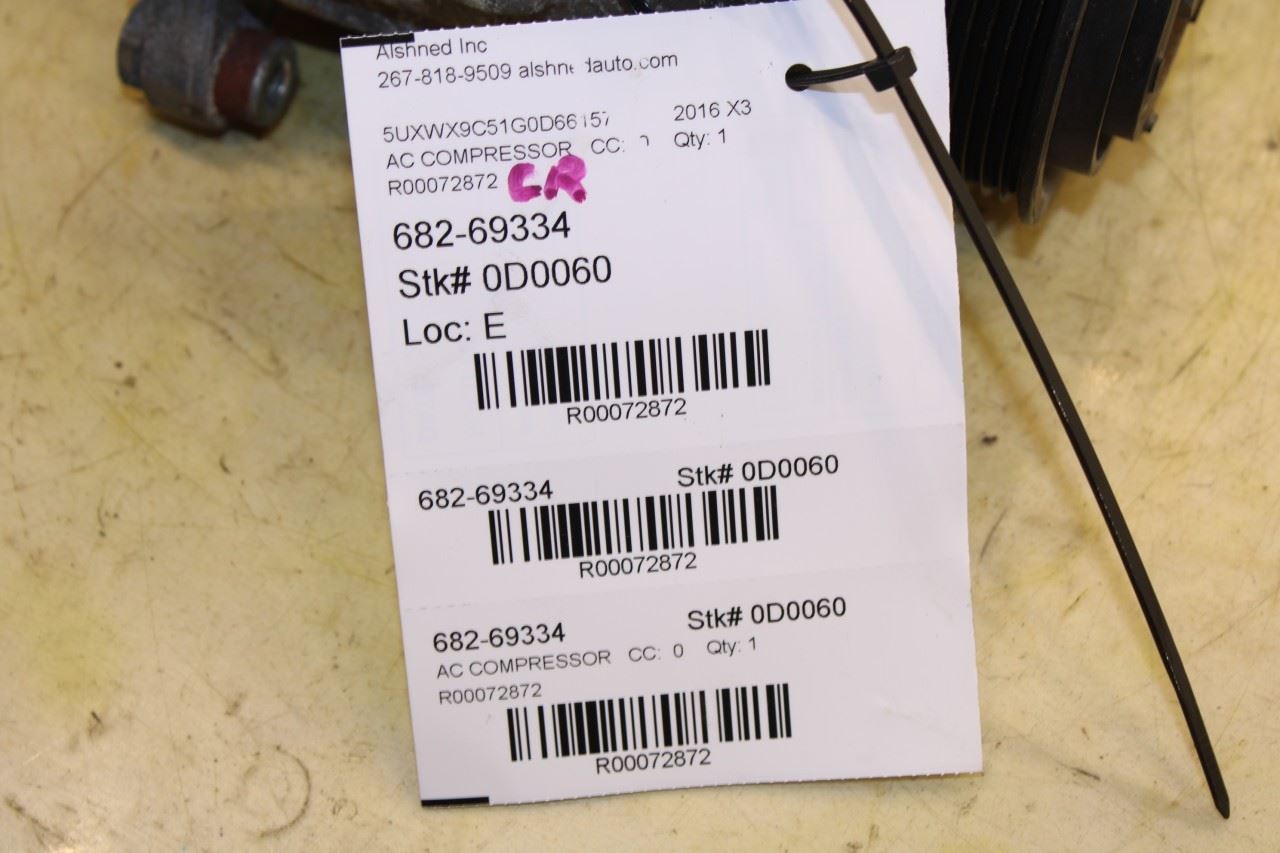 Alshned Inc
267-818-9509
5UXWX9C51G0D66157 2016 X3
AC COMPRESSOR CC: Qty: 1
R00072872 CR
682-69334
Stk# 0D0060
Loc: E
R00072872
682-69334 Stk# 0D0060
R00072872
682-69334 Stk# 0D0060
AC COMPRESSOR CC: 0 Qty: 1
R00072872
R00072872